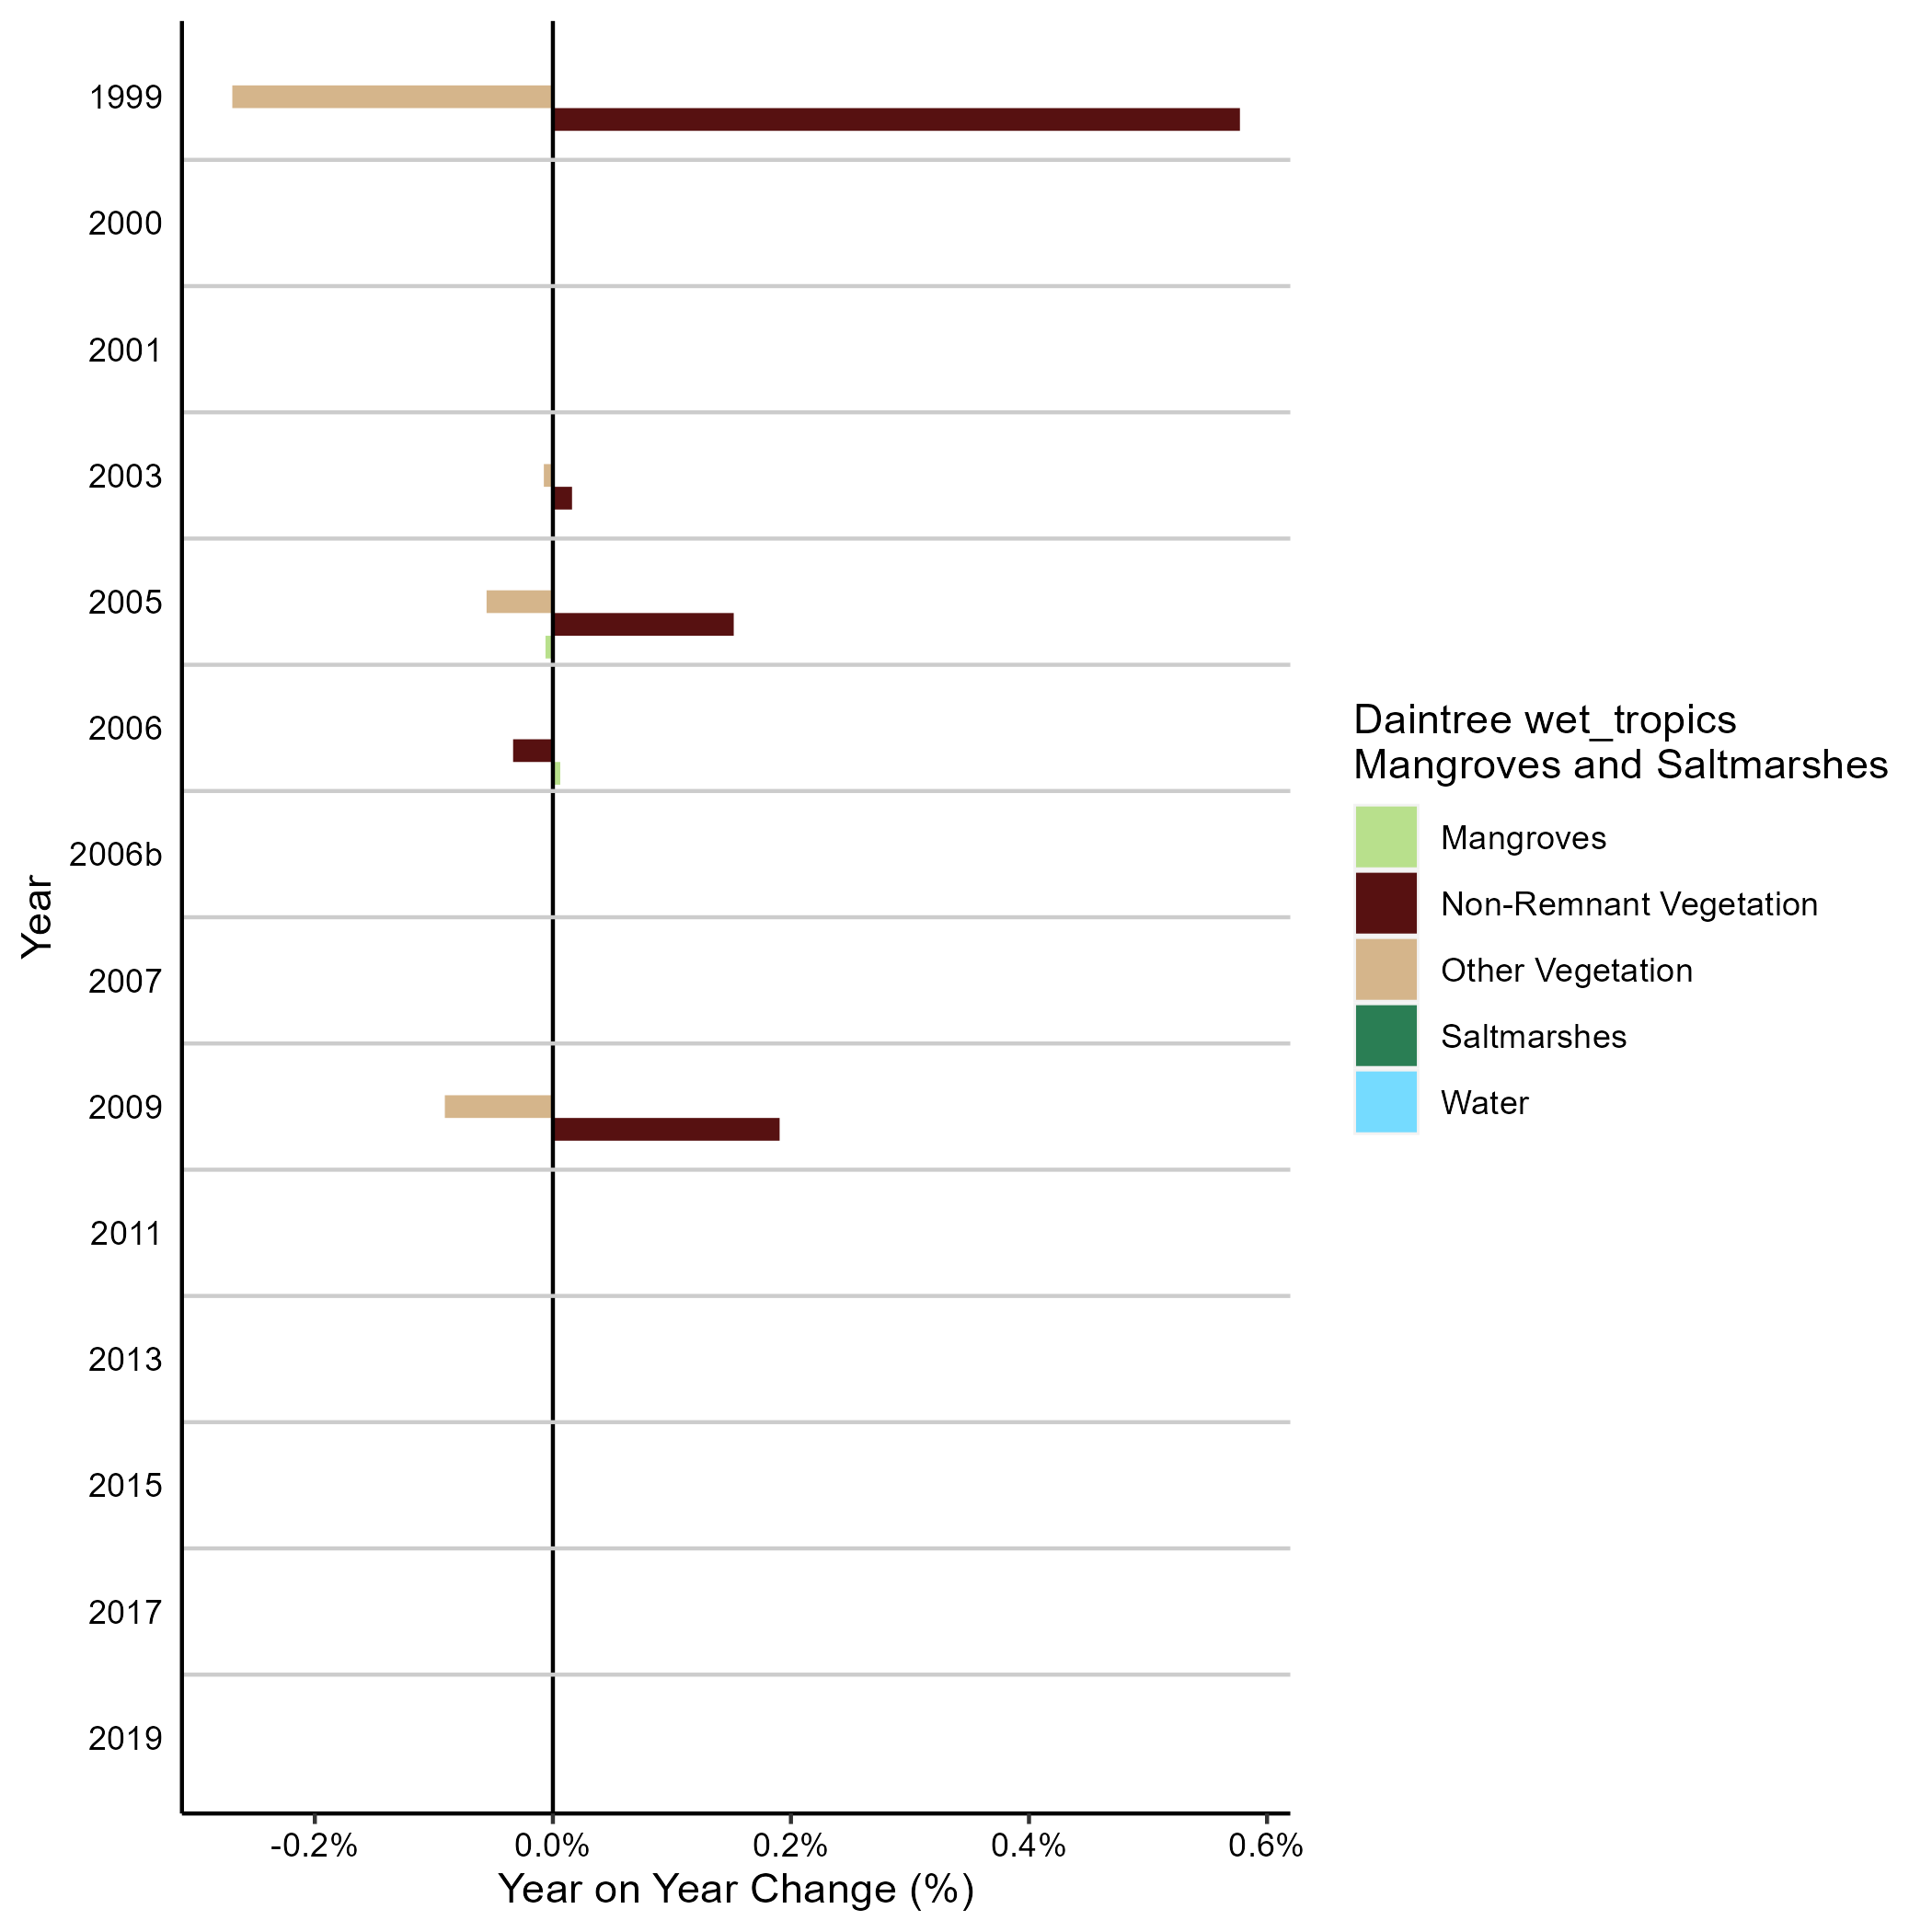 1999
2000
2001
2003
2005
2006
2006b
2007
2009
2011
2013
2015
2017
2019
Year
-0.2%
0.0%
0.2%
0.4%
0.6%
Year on Year Change (%)
Daintree wet_tropics
Mangroves and Saltmarshes
Mangroves
Non-Remnant Vegetation
Other Vegetation
Saltmarshes
Water